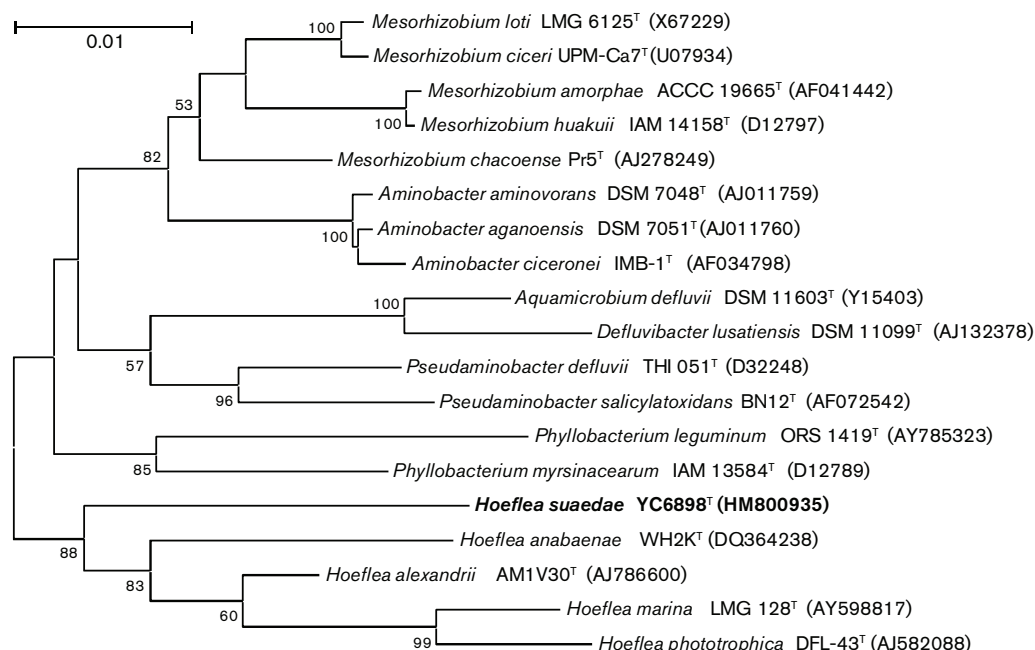 100 Mesorhizobium loti LMG 6125ᵀ (X67229)
0.01
Mesorhizobium ciceri UPM-Ca7ᵀ (U07934)
Mesorhizobium amorphae ACCC 19665ᵀ (AF041442)
53
100 Mesorhizobium huakuii IAM 14158ᵀ (D12797)
82 Mesorhizobium chacoense Pr5ᵀ (AJ278249)
Aminobacter aminovorans DSM 7048ᵀ (AJ011759)
100 Aminobacter aganoensis DSM 7051ᵀ (AJ011760)
Aminobacter ciceronei IMB-1ᵀ (AF034798)
100 Aquamicrobium defluvii DSM 11603ᵀ (Y15403)
Defluvibacter lusatiensis DSM 11099ᵀ (AJ132378)
57 Pseudaminobacter defluvii THI 051ᵀ (D32248)
96 Pseudaminobacter salicylatoxidans BN12ᵀ (AF072542)
Phyllobacterium leguminum ORS 1419ᵀ (AY785323)
85 Phyllobacterium myrsinacearum IAM 13584ᵀ (D12789)
Hoeflea suaedae YC6898ᵀ (HM800935)
88 Hoeflea anabaenae WH2Kᵀ (DQ364238)
83 Hoeflea alexandrii AM1V30ᵀ (AJ786600)
60 Hoeflea marina LMG 128ᵀ (AY598817)
99 Hoeflea phototrophica DFL-43ᵀ (AJ582088)